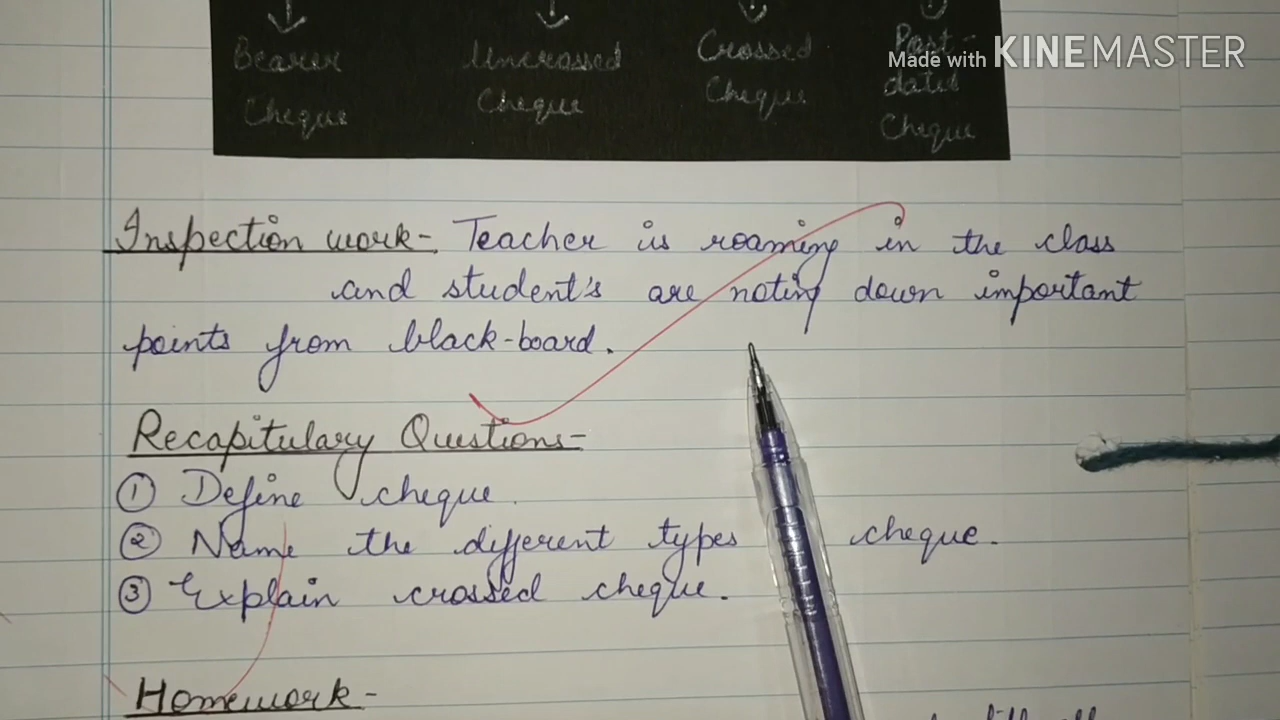 Bearer Uncrossed Crossed Post-
Cheque Cheque Cheque dated
Cheque
Made with KINEMASTER
Inspection work- Teacher is roaming in the class
and student's are noting down important
points from black-board.
Recapitulary Questions-
① Define cheque.
② Name the different types cheque.
③ Explain crossed cheque.
Homework-